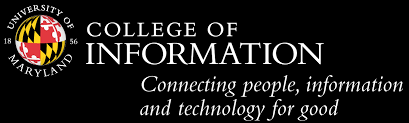 UNIVERSITY OF
18 56
MARYLAND
COLLEGE OF
INFORMATION
Connecting people, information
and technology for good